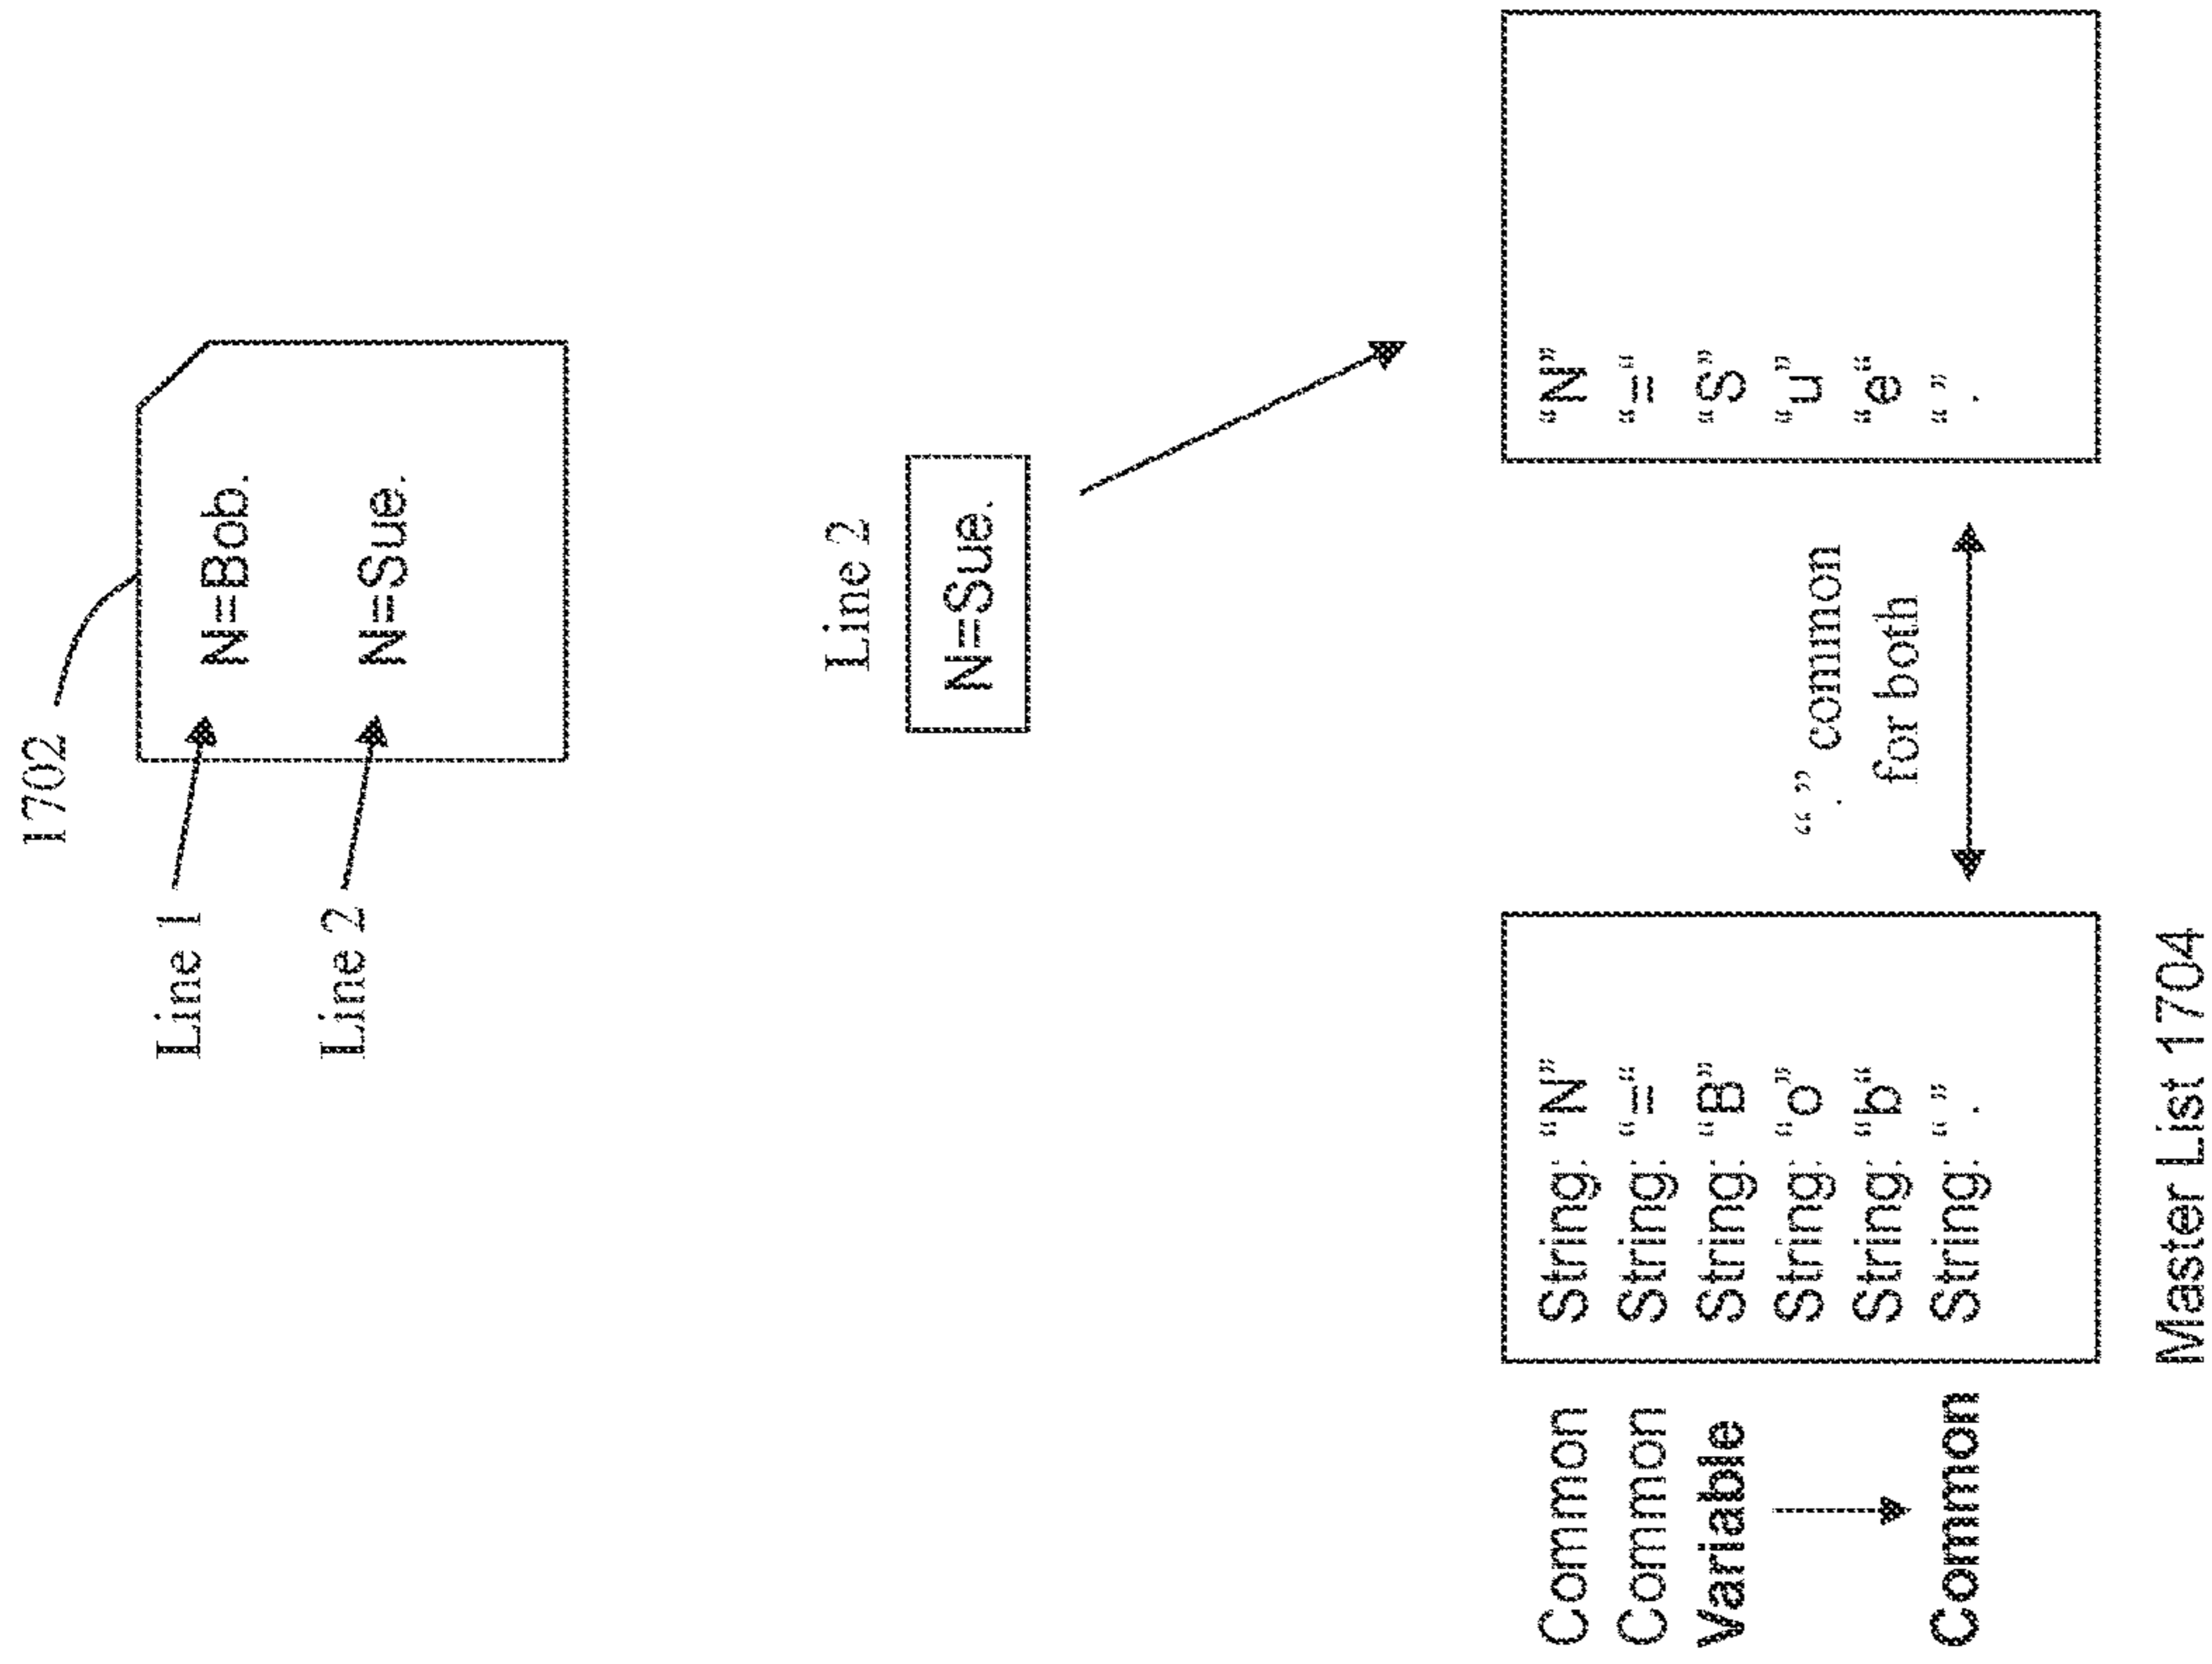 1702
Line 1
N=Bob.
Line 2
N=Sue.
Line 2
N=Sue.
Common String: “N”
Common String: “=“
Variable String: “B”
String: “o”
String: “b“
Common String: “.”
Master List 1704
“.” common
for both
“N”
“=“
“S”
“u”
“e“
“.”